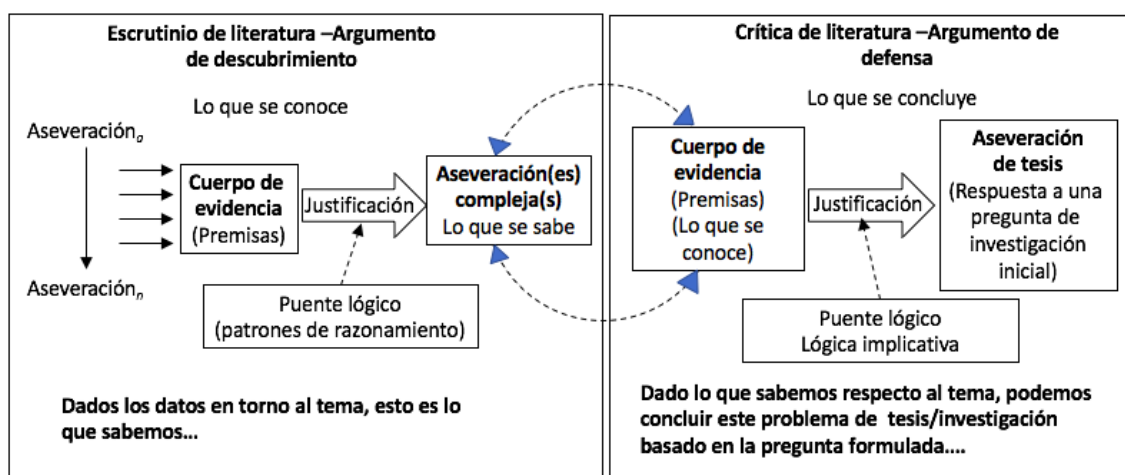 Escrutinio de literatura –Argumento
de descubrimiento
Lo que se conoce
Aseveraciónₐ
Aseveraciónₙ
Cuerpo de
evidencia
(Premisas)
Justificación
Aseveración(es)
compleja(s)
Lo que se sabe
Puente lógico
(patrones de razonamiento)
Dados los datos en torno al tema, esto es lo
que sabemos...
Crítica de literatura –Argumento de
defensa
Lo que se concluye
Cuerpo de
evidencia
(Premisas)
(Lo que se
conoce)
Justificación
Aseveración
de tesis
(Respuesta a una
pregunta de
investigación
inicial)
Puente lógico
Lógica implicativa
Dado lo que sabemos respecto al tema, podemos
concluir este problema de tesis/investigación
basado en la pregunta formulada....